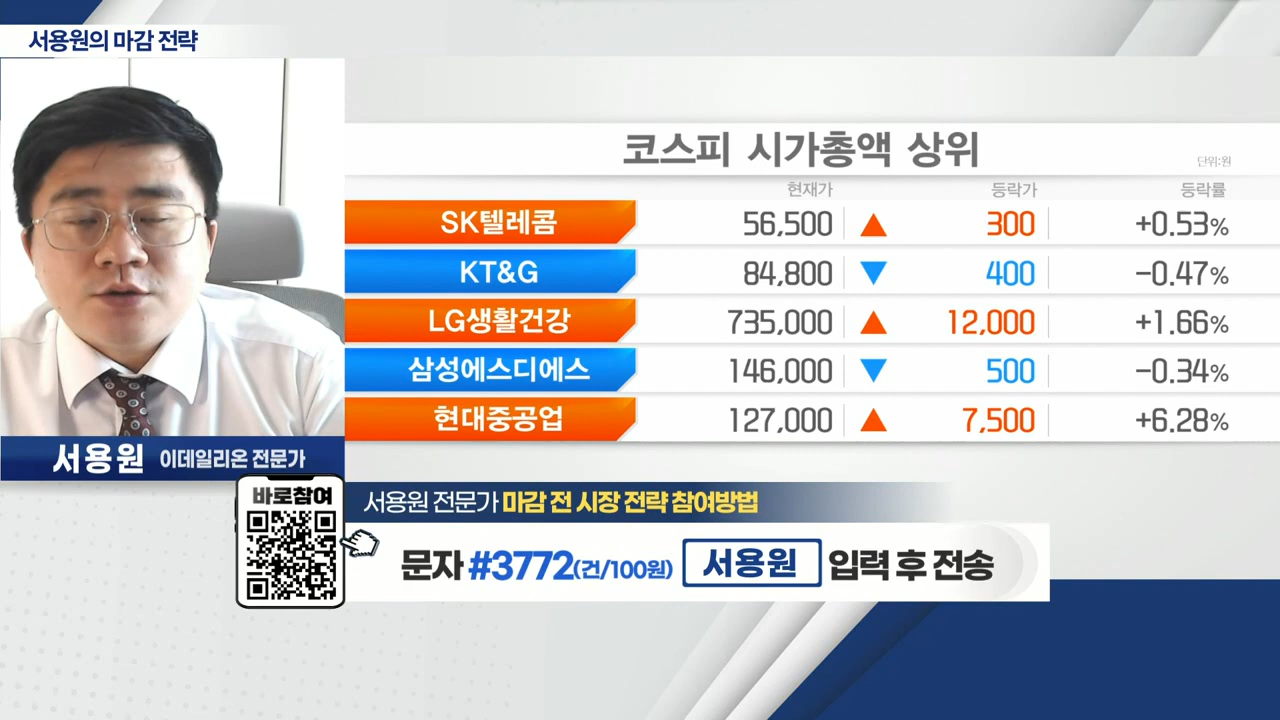 서용원의 마감 전략
코스피 시가총액 상위
단위:원
현재가 등락가 등락률
SK텔레콤 56,500 ▲ 300 +0.53%
KT&G 84,800 ▼ 400 -0.47%
LG생활건강 735,000 ▲ 12,000 +1.66%
삼성에스디에스 146,000 ▼ 500 -0.34%
현대중공업 127,000 ▲ 7,500 +6.28%
서용원 이데일리온 전문가
바로참여
서용원 전문가 마감 전 시장 전략 참여방법
문자 #3772(건/100원) 서용원 입력 후 전송